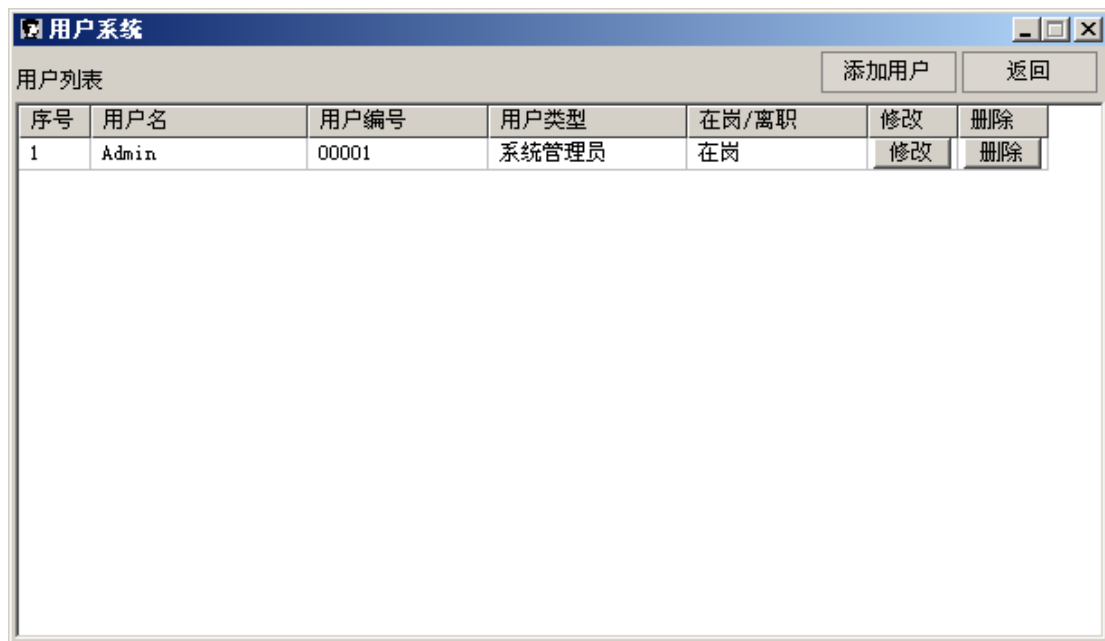 用户系统
用户列表 添加用户 返回
序号 用户名 用户编号 用户类型 在岗/离职 修改 删除
1 Admin 00001 系统管理员 在岗 修改 删除